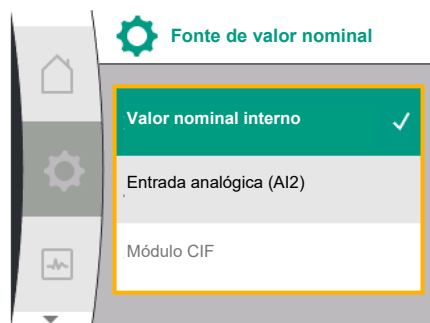 Fonte de valor nominal
Valor nominal interno
Entrada analógica (AI2)
Módulo CIF